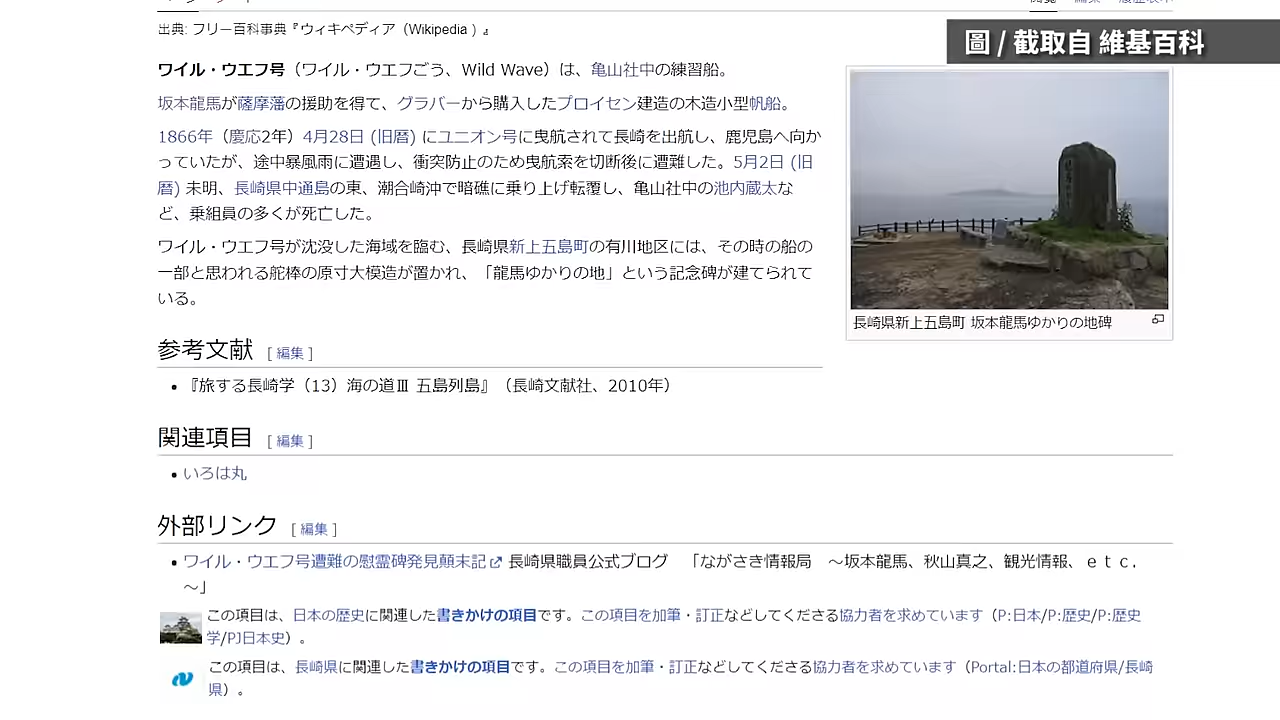 出典: フリー百科事典『ウィキペディア（Wikipedia）』
圖 / 截取自 維基百科
ワイル・ウエフ号（ワイル・ウエフごう、Wild Wave）は、亀山社中の練習船。
坂本龍馬が薩摩藩の援助を得て、グラバーから購入したプロイセン建造の木造小型帆船。
1866年（慶応2年）4月28日 (旧暦) にユニオン号に曳航されて長崎を出航し、鹿児島へ向か
っていたが、途中暴風雨に遭遇し、衝突防止のため曳航索を切断後に遭難した。5月2日 (旧
暦) 未明、長崎県中通島の東、潮合崎沖で暗礁に乗り上げ転覆し、亀山社中の池内蔵太な
ど、乗組員の多くが死亡した。
ワイル・ウエフ号が沈没した海域を臨む、長崎県新上五島町の有川地区には、その時の船の
一部と思われる舵棒の原寸大模造が置かれ、「龍馬ゆかりの地」という記念碑が建てられて
いる。
長崎県新上五島町 坂本龍馬ゆかりの地碑
参考文献 [ 編集 ]
• 『旅する長崎学（13）海の道Ⅲ 五島列島』（長崎文献社、2010年）
関連項目 [ 編集 ]
• いろは丸
外部リンク [ 編集 ]
• ワイル・ウエフ号遭難の慰霊碑発見顛末記 長崎県職員公式ブログ 「ながさき情報局 ～坂本龍馬、秋山真之、観光情報、ｅｔｃ．
～」
この項目は、日本の歴史に関連した書きかけの項目です。この項目を加筆・訂正などしてくださる協力者を求めています（P:日本/P:歴史/P:歴史
学/PJ日本史）。
この項目は、長崎県に関連した書きかけの項目です。この項目を加筆・訂正などしてくださる協力者を求めています（Portal:日本の都道府県/長崎
県）。